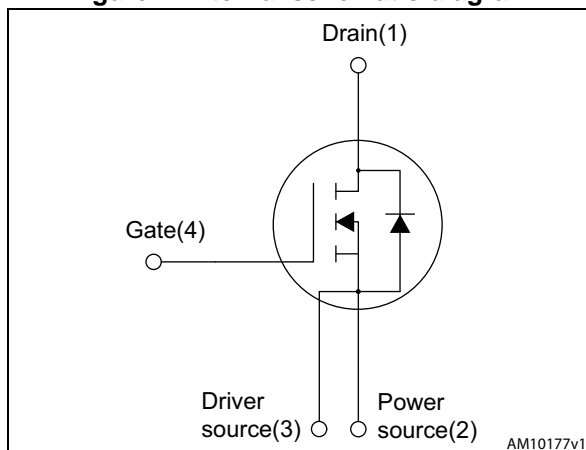 Drain(1)
Gate(4)
Driver
source(3)
Power
source(2)
AM10177v1